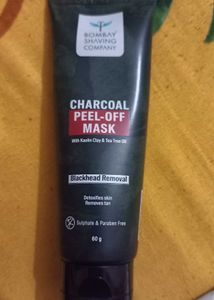 BOMBAY
SHAVING
COMPANY
CHARCOAL
PEEL-OFF
MASK
With Kaolin Clay & Tea Tree Oil
Blackhead Removal
Detoxifies skin
Removes tan
Sulphate & Paraben Free
60 g